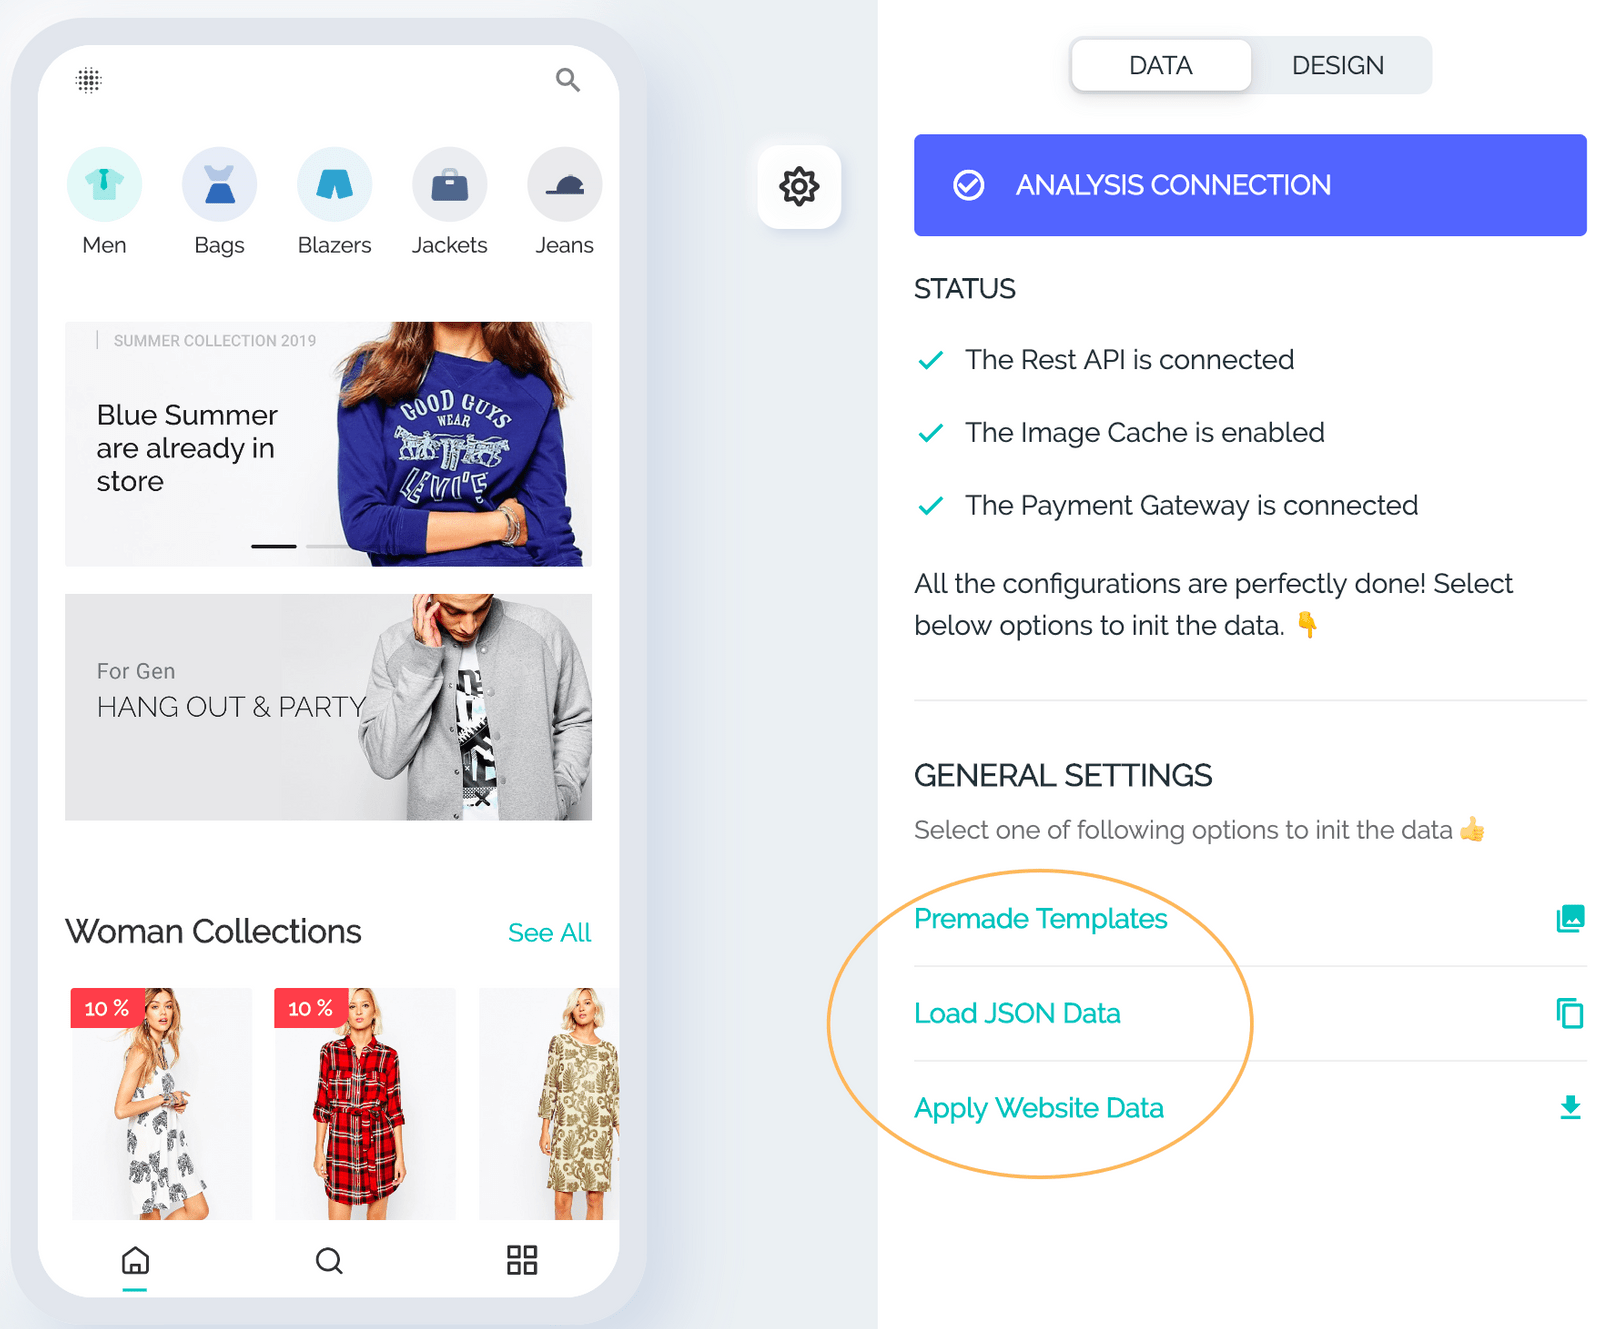 Men
Bags
Blazers
Jackets
Jeans
SUMMER COLLECTION 2019
Blue Summer
are already in
store
GOOD GUYS
WEAR
LEVI'S
For Gen
HANG OUT & PARTY
Woman Collections
See All
10 %
10 %
DATA
DESIGN
ANALYSIS CONNECTION
STATUS
The Rest API is connected
The Image Cache is enabled
The Payment Gateway is connected
All the configurations are perfectly done! Select
below options to init the data. 👇
GENERAL SETTINGS
Select one of following options to init the data 👍
Premade Templates
Load JSON Data
Apply Website Data